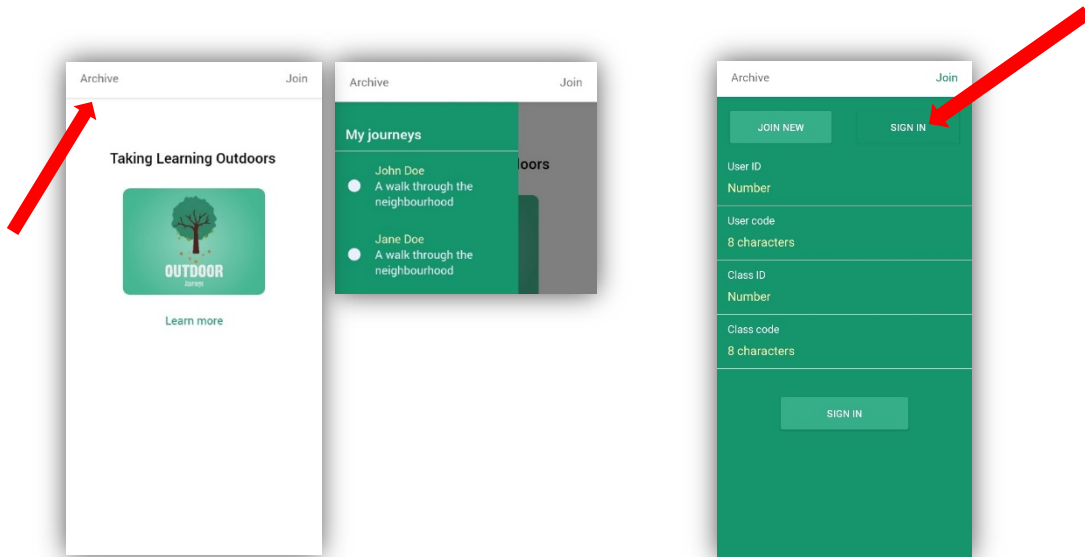 Archive
Join
Taking Learning Outdoors
OUTDOOR
Journeys
Learn more
Archive
Join
My journeys
John Doe
A walk through the
neighbourhood
Jane Doe
A walk through the
neighbourhood
loors
Archive
Join
JOIN NEW
SIGN IN
User ID
Number
User code
8 characters
Class ID
Number
Class code
8 characters
SIGN IN